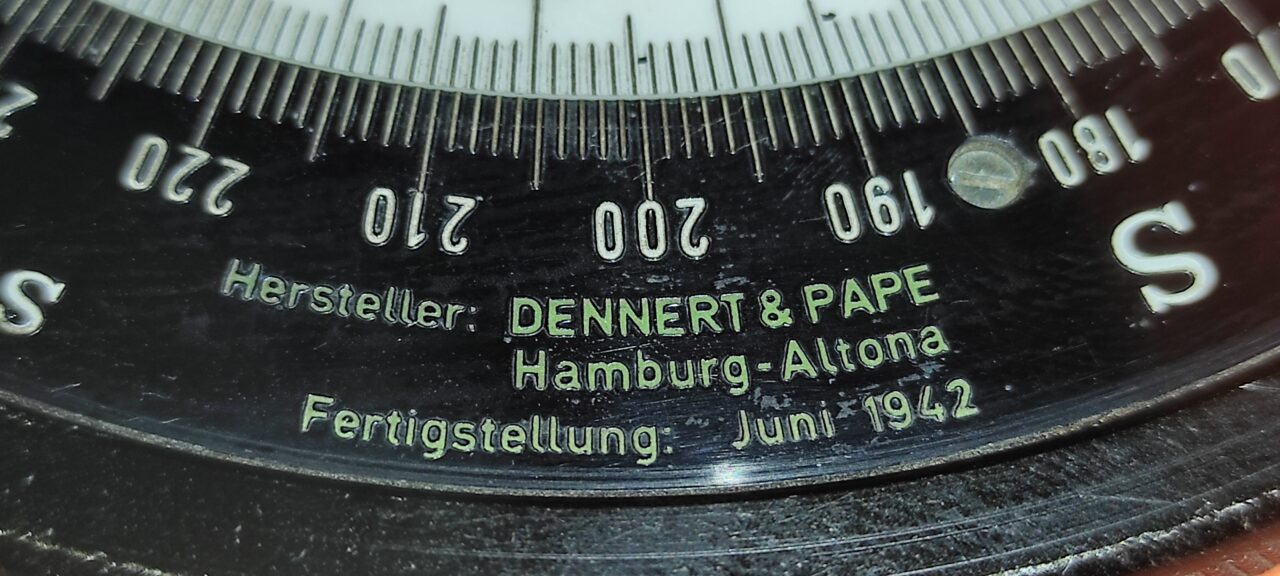 220 210 200 190 180
S S
Hersteller: DENNERT & PAPE
Hamburg-Altona
Fertigstellung: Juni 1942